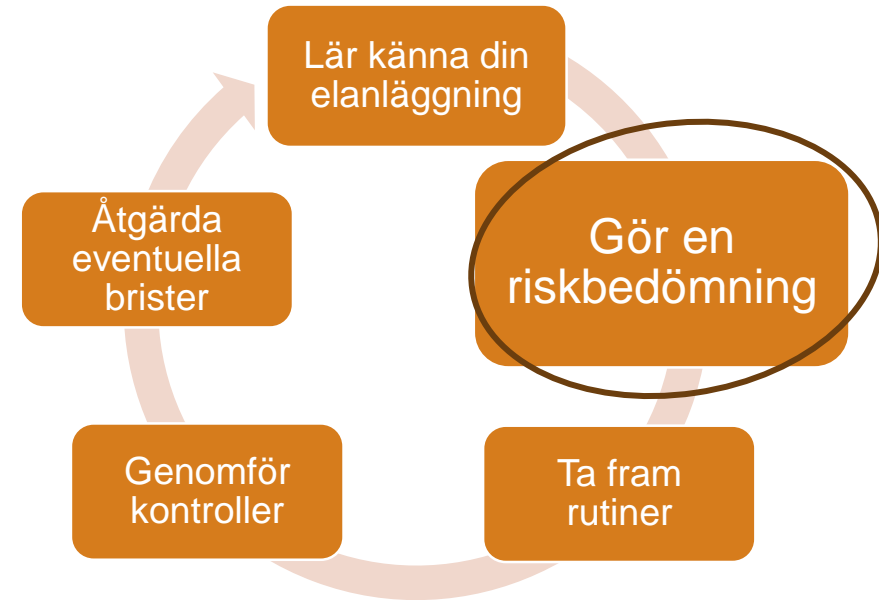 Lär känna din
elanläggning
Gör en
riskbedömning
Ta fram
rutiner
Genomför
kontroller
Åtgärda
eventuella
brister